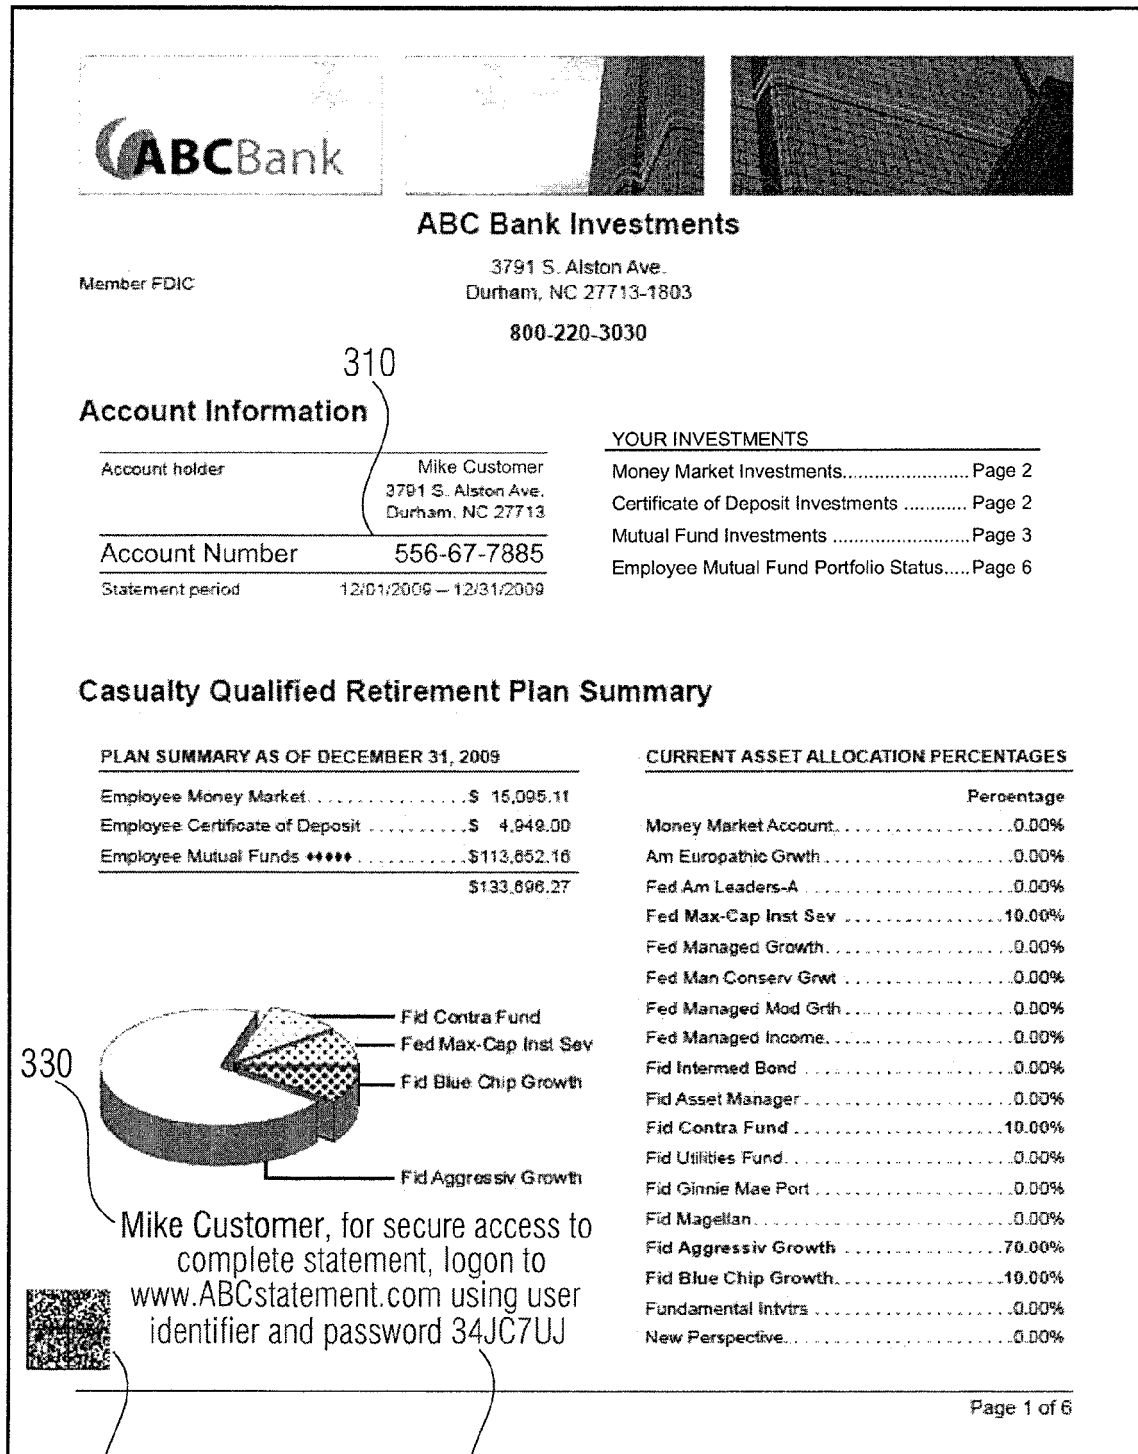 ABCBank
ABC Bank Investments
Member FDIC
3791 S. Alston Ave.
Durham, NC 27713-1803
800-220-3030
310
Account Information
Account holder Mike Customer
3791 S. Alston Ave.
Durham, NC 27713
Account Number 556-67-7885
Statement period 12/01/2009 – 12/31/2009
YOUR INVESTMENTS
Money Market Investments....................... Page 2
Certificate of Deposit Investments ............ Page 2
Mutual Fund Investments ......................... Page 3
Employee Mutual Fund Portfolio Status..... Page 6
Casualty Qualified Retirement Plan Summary
PLAN SUMMARY AS OF DECEMBER 31, 2009
Employee Money Market................$ 15,095.11
Employee Certificate of Deposit ..........$ 4,949.00
Employee Mutual Funds ♦♦♦♦♦ ...........$113,652.16
$133,696.27
CURRENT ASSET ALLOCATION PERCENTAGES
Percentage
Money Market Account..................0.00%
Am Europathic Grwth ...................0.00%
Fed Am Leaders-A .....................0.00%
Fed Max-Cap Inst Sev .................10.00%
Fed Managed Growth...................0.00%
Fed Man Conserv Grwt .................0.00%
Fed Managed Mod Grth.................0.00%
Fed Managed Income...................0.00%
Fid Intermed Bond .....................0.00%
Fid Asset Manager .....................0.00%
Fid Contra Fund ......................10.00%
Fid Utilities Fund.......................0.00%
Fid Ginnie Mae Port ....................0.00%
Fid Magellan..........................0.00%
Fid Aggressiv Growth .................70.00%
Fid Blue Chip Growth..................10.00%
Fundamental Intvtrs ....................0.00%
New Perspective.......................0.00%
Fid Contra Fund
Fed Max-Cap Inst Sev
Fid Blue Chip Growth
Fid Aggressiv Growth
330
Mike Customer, for secure access to
complete statement, logon to
www.ABCstatement.com using user
identifier and password 34JC7UJ
Page 1 of 6